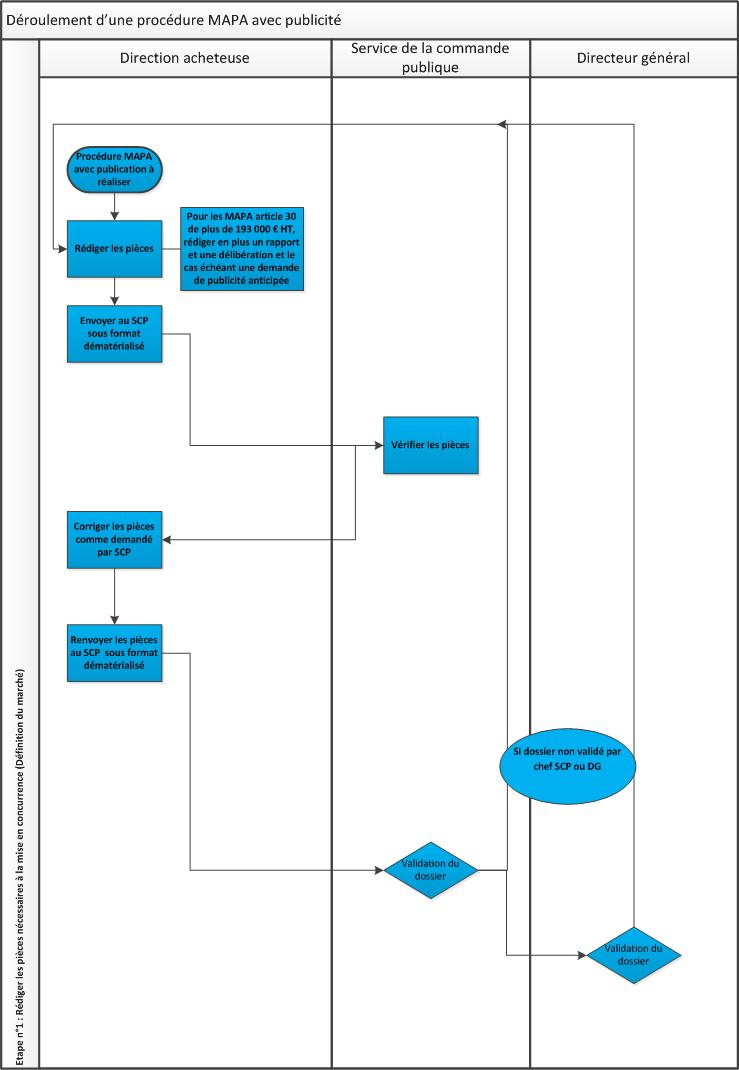 Déroulement d’une procédure MAPA avec publicité
Direction acheteuse
Service de la commande
publique
Directeur général
Procédure MAPA
avec publication à
réaliser
Rédiger les pièces
Pour les MAPA article 30
de plus de 193 000 € HT,
rédiger en plus un rapport
et une délibération et le
cas échéant une demande
de publicité anticipée
Envoyer au SCP
sous format
dématérialisé
Vérifier les pièces
Corriger les pièces
comme demandé
par SCP
Renvoyer les pièces
au SCP sous format
dématérialisé
Si dossier non validé par
chef SCP ou DG
Validation du
dossier
Validation du
dossier
Etape n°1 : Rédiger les pièces nécessaires à la mise en concurrence (Définition du marché)